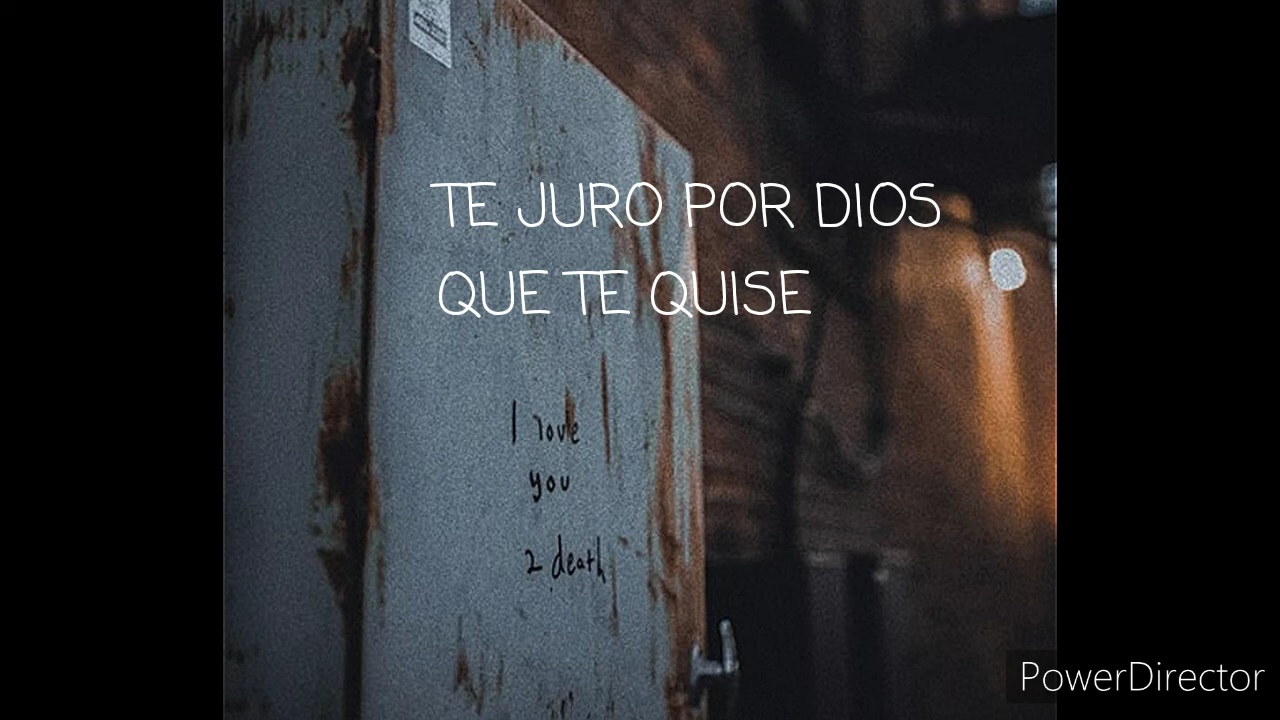 TE JURO POR DIOS
QUE TE QUISE
I love
you
2 death
PowerDirector